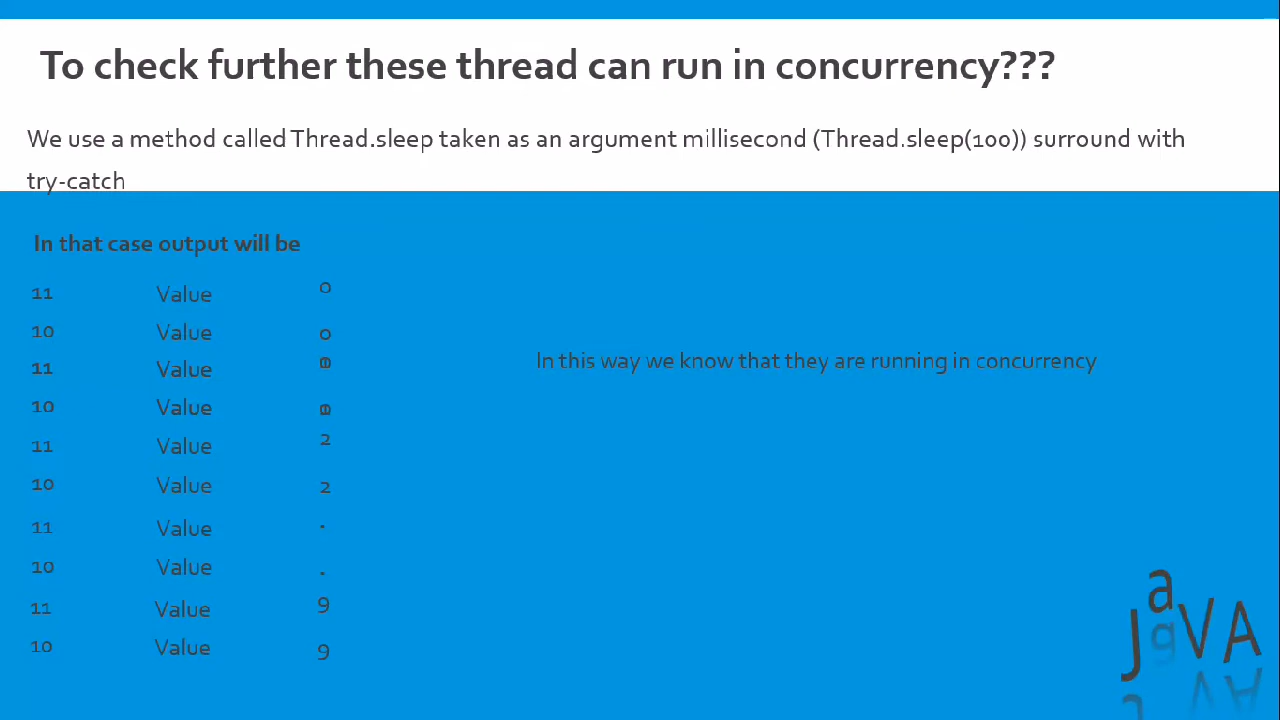 To check further these thread can run in concurrency???
We use a method called Thread.sleep taken as an argument millisecond (Thread.sleep(100)) surround with
try-catch
In that case output will be
11 Value 0
10 Value 0
11 Value
10 Value
11 Value 2
10 Value 2
11 Value .
10 Value .
11 Value 9
10 Value 9
In this way we know that they are running in concurrency
JaVA